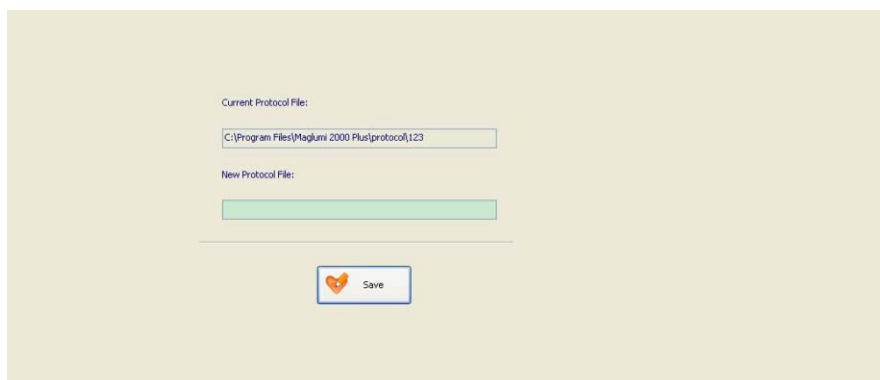 Current Protocol File:
C:\Program Files\Maglumi 2000 Plus\protocol\123
New Protocol File:
Save